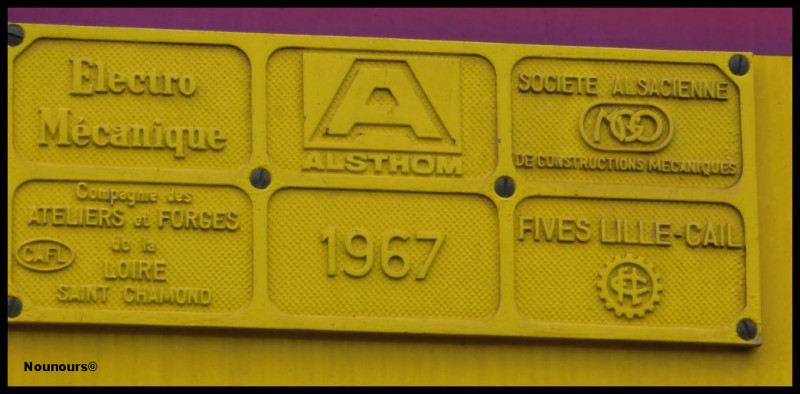 Electro
Mécanique
A
ALSTHOM
SOCIETE ALSACIENNE
MGO
DE CONSTRUCTIONS MECANIQUES
Compagnie des
ATELIERS et FORGES
de la
CAFL
LOIRE
SAINT CHAMOND
1967
FIVES LILLE-CAIL
Nounours©